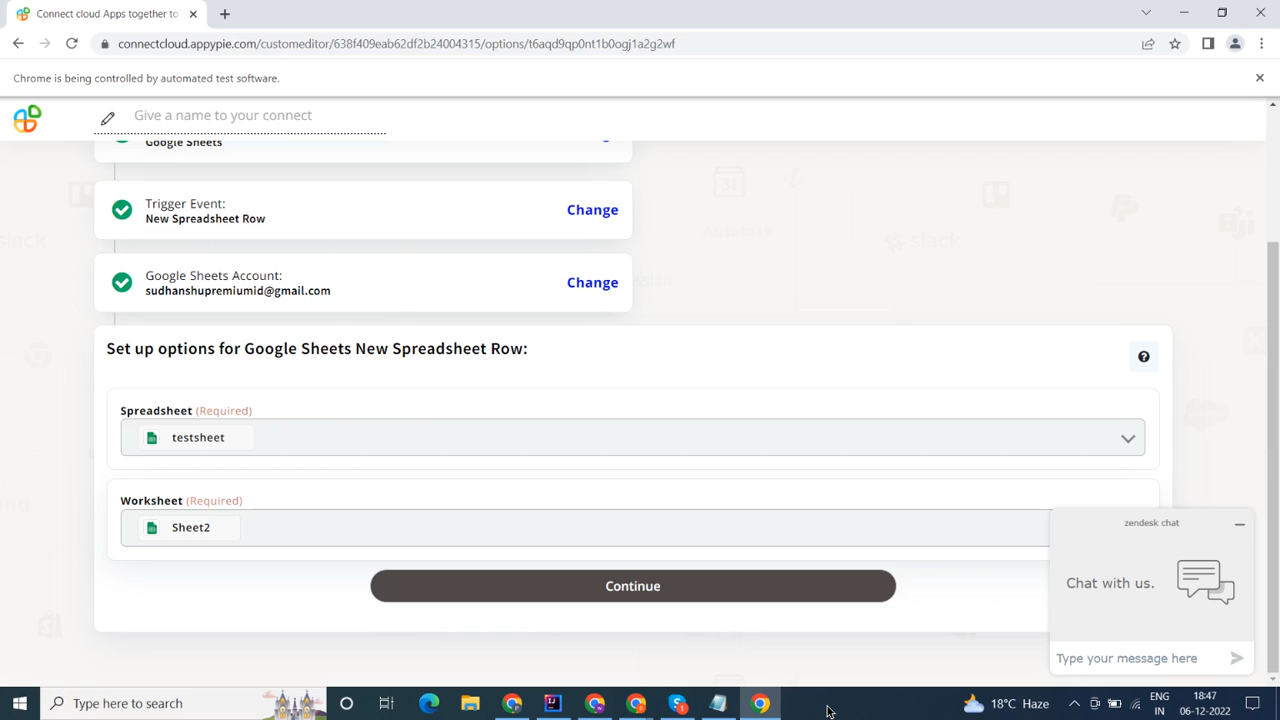 Connect cloud Apps together to
connectcloud.appypie.com/customeditor/638f409eab62df2b24004315/options/t6aqd9qp0nt1b0ogj1a2g2wf
Chrome is being controlled by automated test software.
Give a name to your connect
Google Sheets
Trigger Event:
New Spreadsheet Row
Change
Google Sheets Account:
sudhanshupremiumid@gmail.com
Change
slack
Set up options for Google Sheets New Spreadsheet Row:
Spreadsheet (Required)
testsheet
Worksheet (Required)
Sheet2
Continue
zendesk chat
Chat with us.
Type your message here
Type here to search
18°C Haze
ENG
IN
18:47
06-12-2022